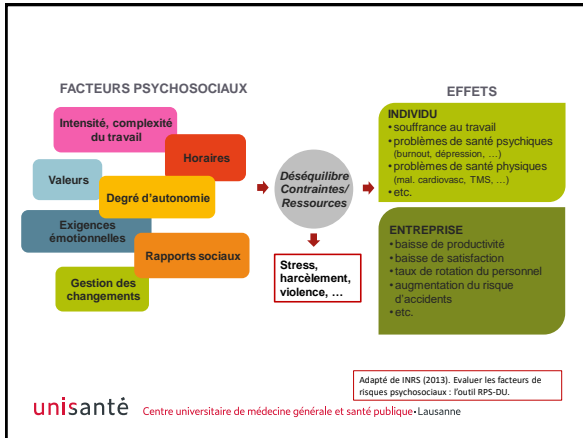 FACTEURS PSYCHOSOCIAUX
Intensité, complexité
du travail
Horaires
Valeurs
Degré d'autonomie
Exigences
émotionnelles
Rapports sociaux
Gestion des
changements
Déséquilibre
Contraintes/
Ressources
Stress,
harcèlement,
violence, …
EFFETS
INDIVIDU
•souffrance au travail
•problèmes de santé psychiques
(burnout, dépression, …)
•problèmes de santé physiques
(mal. cardiovasc, TMS, …)
•etc.
ENTREPRISE
•baisse de productivité
•baisse de satisfaction
•taux de rotation du personnel
•augmentation du risque
d'accidents
•etc.
Adapté de INRS (2013). Evaluer les facteurs de
risques psychosociaux : l'outil RPS-DU.
unisanté Centre universitaire de médecine générale et santé publique•Lausanne